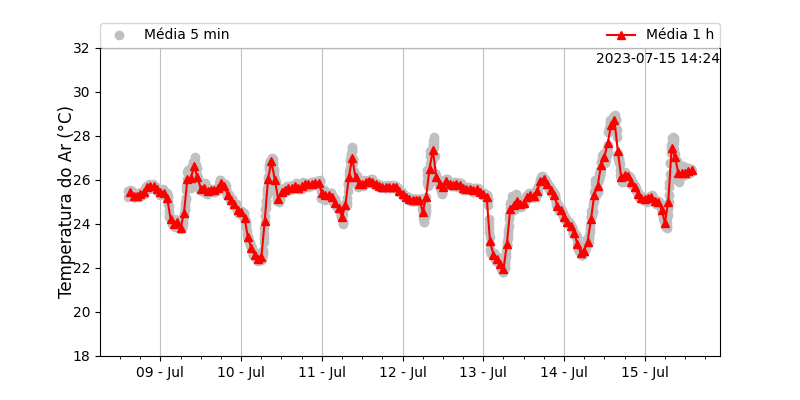 Média 5 min
Média 1 h
2023-07-15 14:24
Temperatura do Ar (°C)
32
30
28
26
24
22
20
18
09 - Jul
10 - Jul
11 - Jul
12 - Jul
13 - Jul
14 - Jul
15 - Jul